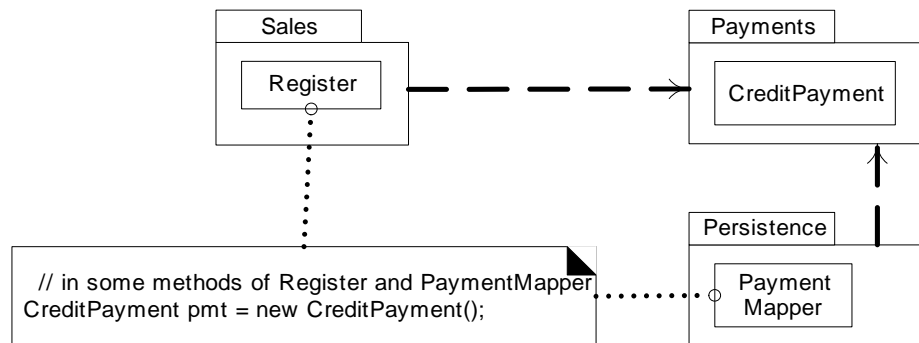 Sales
Register
Payments
CreditPayment
// in some methods of Register and PaymentMapper
CreditPayment pmt = new CreditPayment();
Persistence
Payment
Mapper